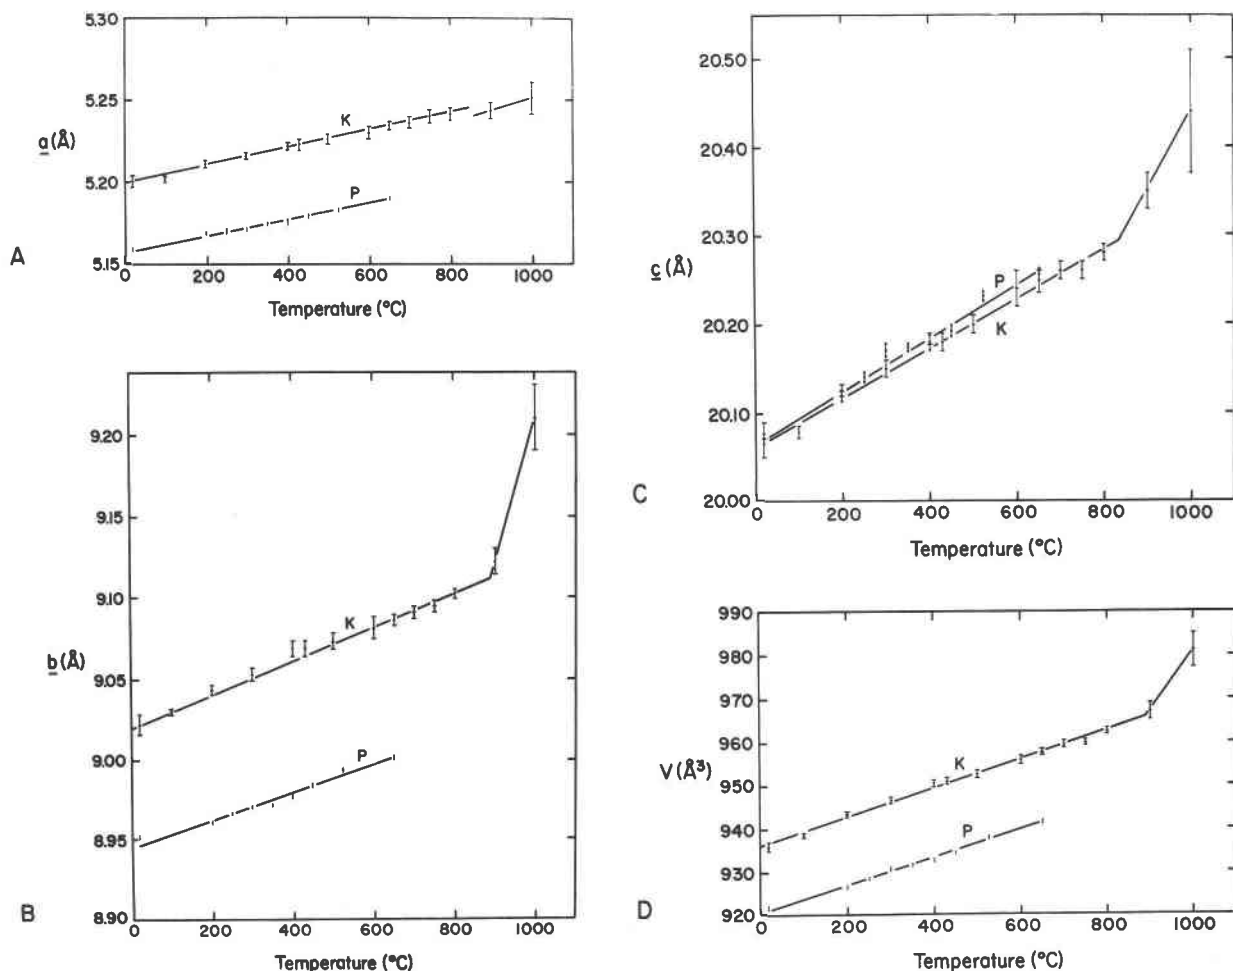 5.30
5.25
a (Å)
K
5.20
P
5.15
A
0 200 400 600 800 1000
Temperature (°C)
9.20
9.15
9.10
K
b (Å)
9.05
9.00
P
8.95
8.90
B
0 200 400 600 800 1000
Temperature (°C)
20.50
20.40
20.30
c (Å)
P
20.20
K
20.10
20.00
C
0 200 400 600 800 1000
Temperature (°C)
990
980
970
960
K
V (Å³)
950
940
P
930
920
D
0 200 400 600 800 1000
Temperature (°C)